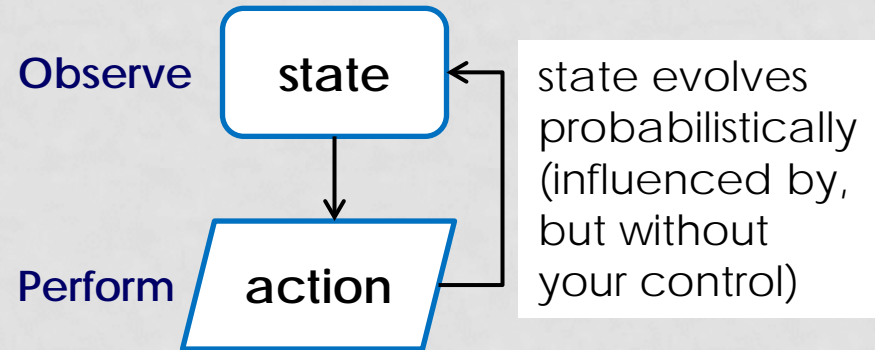 Observe
state
state evolves
probabilistically
(influenced by,
but without
your control)
Perform
action